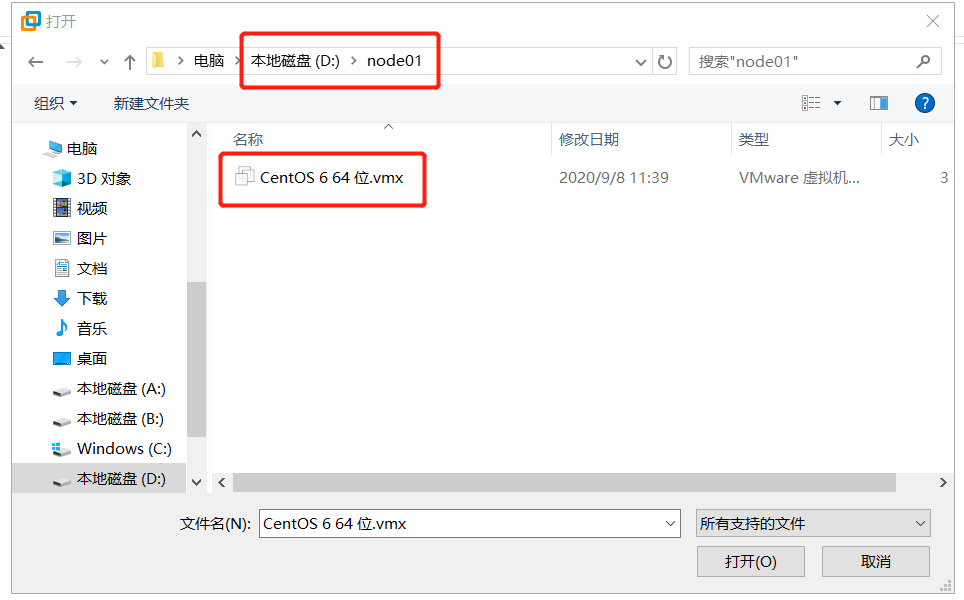 打开
电脑 本地磁盘 (D:) node01 搜索"node01"
组织 新建文件夹 ?
名称 修改日期 类型 大小
CentOS 6 64 位.vmx 2020/9/8 11:39 VMware 虚拟机... 3
电脑
3D 对象
视频
图片
文档
下载
音乐
桌面
本地磁盘 (A:)
本地磁盘 (B:)
Windows (C:)
本地磁盘 (D:)
文件名(N): CentOS 6 64 位.vmx 所有支持的文件
打开(O) 取消